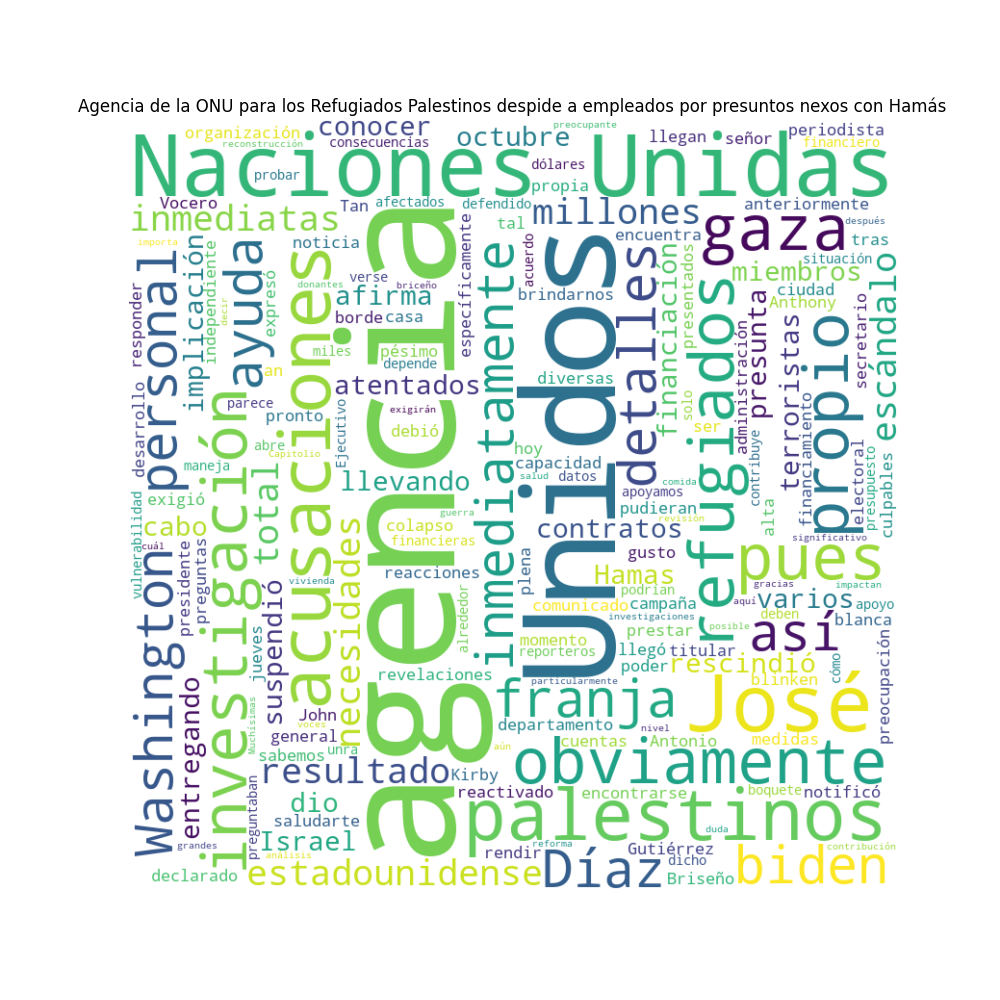 Agencia de la ONU para los Refugiados Palestinos despide a empleados por presuntos nexos con Hamás
preocupante
organización
conocer
octubre
llegan
señor
periodista
reconstrucción
consecuencias
financiero
Naciones Unidas
probar
dólares
propia
Vocero
Tan
afectados
defendido
millones
anteriormente
inmediatas
tal
gaza
después
importa
noticia
encuentra
tras
personal
implicación
independiente
ayuda
expresó
acusaciones
agencia
específicamente
inmediatamente
acuerdo
Unidos
detalles
financiación
presentados
refugiados
miembros
situación
escándalo
verse
donantes
briseño
afirma
brindarnos
ciudad
Anthony
responder
decir
borde
casa
presunta
administración
terroristas
propio
secretario
miles
pésimo
depende
diversas
solo
desarrollo
an
atentados
parece
exigirán
ser
contribuye
financiamiento
electoral
presupuesto
culpables
pronto
debió
hoy
investigación
total
abre
Capitolio
Ejecutivo
capacidad
maneja
salud
datos
comida
vulnerabilidad
exigió
llevando
apoyamos
alta
cabo
guerra
pudieran
revisión
colapso
contratos
significativo
cuál
financieras
plena
gusto
pues
Washington
presidente
preguntas
necesidades
reacciones
Hamas
gracias
impactan
vivienda
podrían
jueves
suspendió
comunicado
campaña
aquí
varios
apoyo
alrededor
investigaciones
deben
blanca
momento
prestar
posible
así
reporteros
llegó
titular
preocupación
entregando
revelaciones
poder
rescindió
cómo
particularmente
blinken
Muchísimas
John
franja
José
voces
departamento
nivel
general
cuentas
Antonio
medidas
sabemos
unra
aún
obviamente
resultado
Kirby
preguntaban
reactivado
encontrarse
boquete
notificó
dio
saludarte
palestinos
duda
Israel
grandes
reforma
Gutiérrez
contribución
análisis
rendir
dicho
declarado
estadounidense
Díaz
Briseño
biden